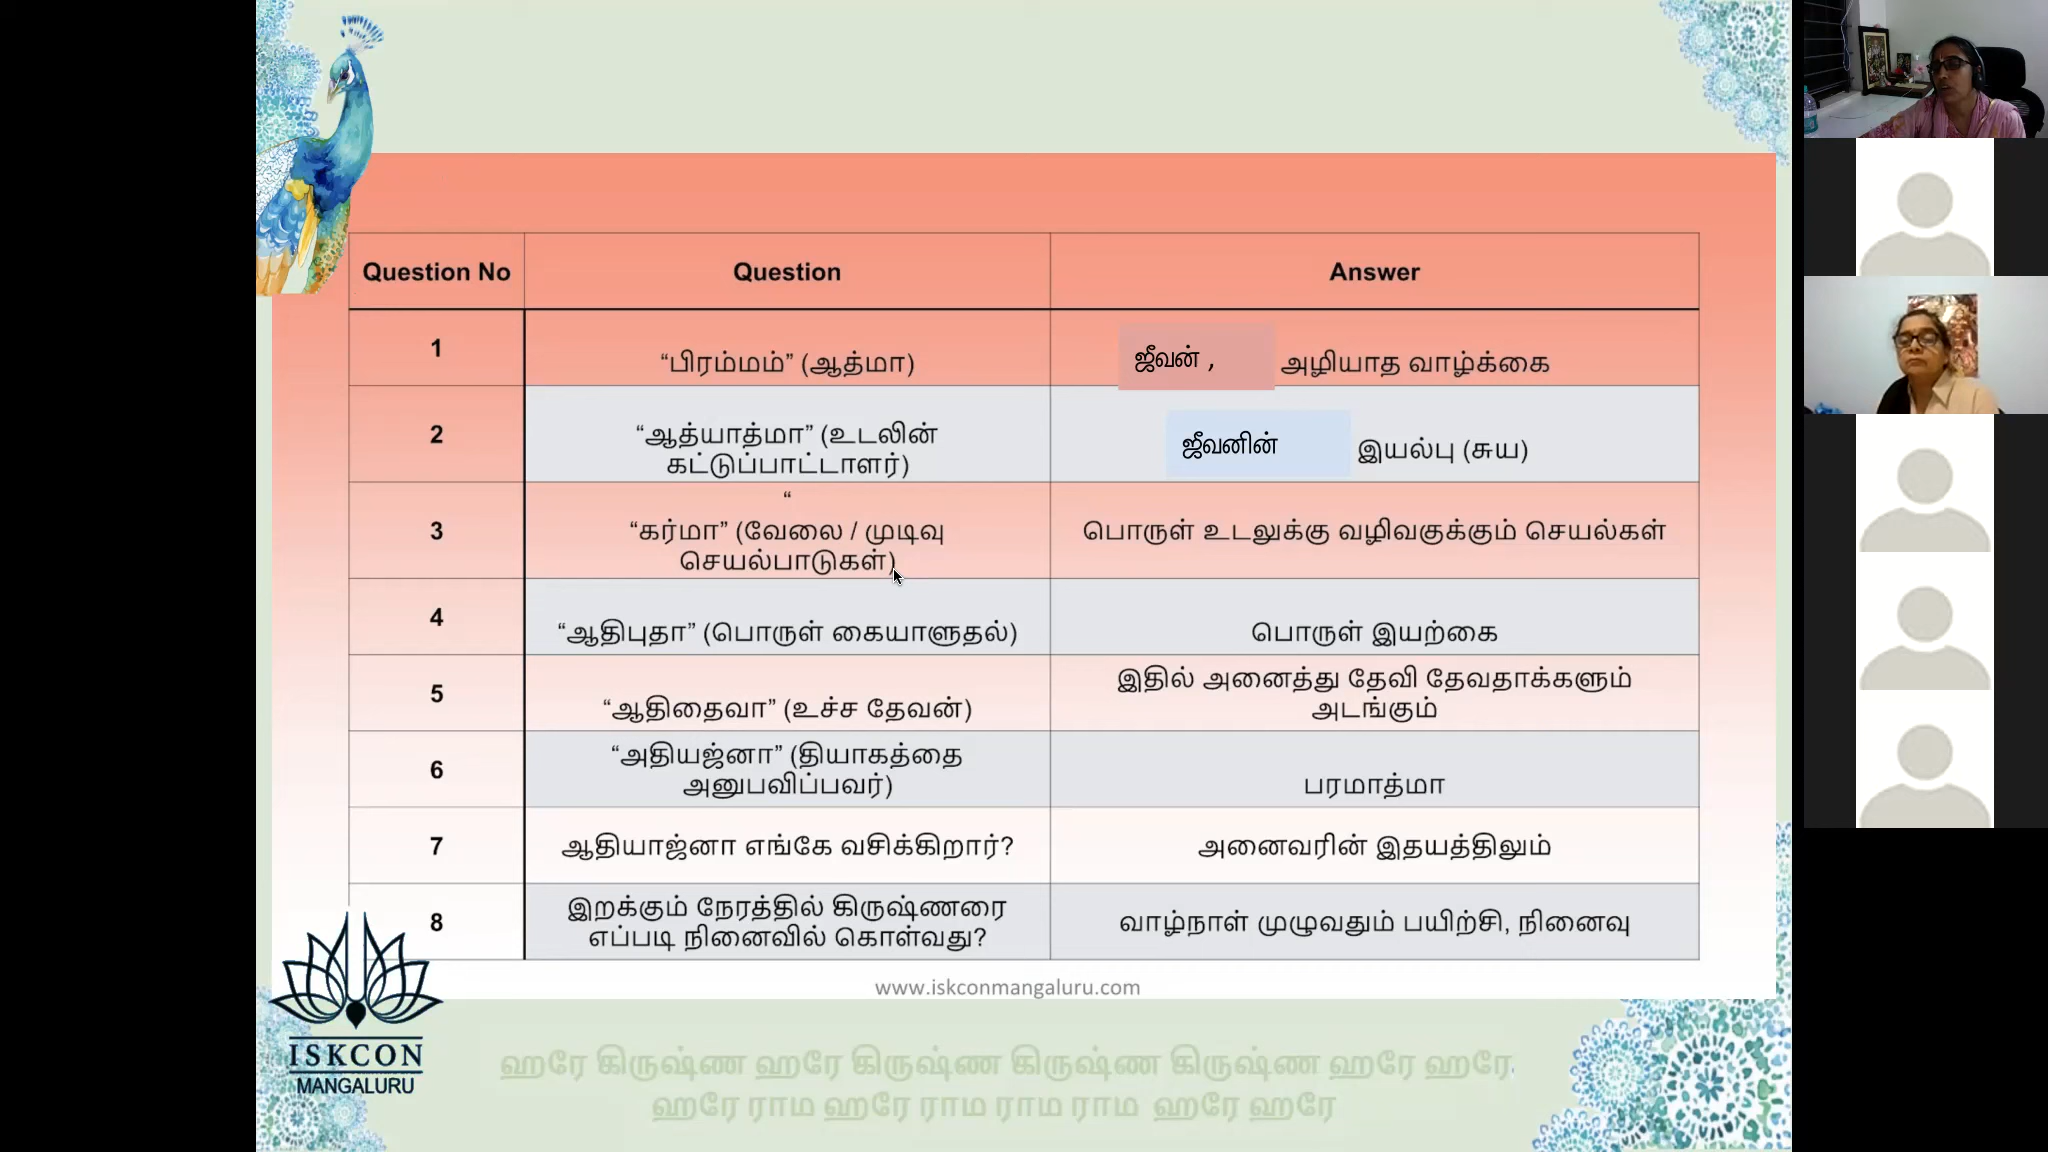 Question No Question Answer
1 “பிரம்மம்” (ஆத்மா) ஜீவன் , அழியாத வாழ்க்கை
2 “ஆத்யாத்மா” (உடலின்
கட்டுப்பாட்டாளர்) ஜீவனின் இயல்பு (சுய)
“
3 “கர்மா” (வேலை / முடிவு
செயல்பாடுகள்) பொருள் உடலுக்கு வழிவகுக்கும் செயல்கள்
4 “ஆதிபுதா” (பொருள் கையாளுதல்) பொருள் இயற்கை
5 “ஆதிதைவா” (உச்ச தேவன்) இதில் அனைத்து தேவி தேவதாக்களும்
அடங்கும்
6 “அதியஜ்னா” (தியாகத்தை
அனுபவிப்பவர்) பரமாத்மா
7 ஆதியாஜ்னா எங்கே வசிக்கிறார்? அனைவரின் இதயத்திலும்
8 இறக்கும் நேரத்தில் கிருஷ்ணரை
எப்படி நினைவில் கொள்வது? வாழ்நாள் முழுவதும் பயிற்சி, நினைவு
www.iskconmangaluru.com
ISKCON
MANGALURU
ஹரே கிருஷ்ண ஹரே கிருஷ்ண கிருஷ்ண கிருஷ்ண ஹரே ஹரே
ஹரே ராம ஹரே ராம ராம ராம ஹரே ஹரே